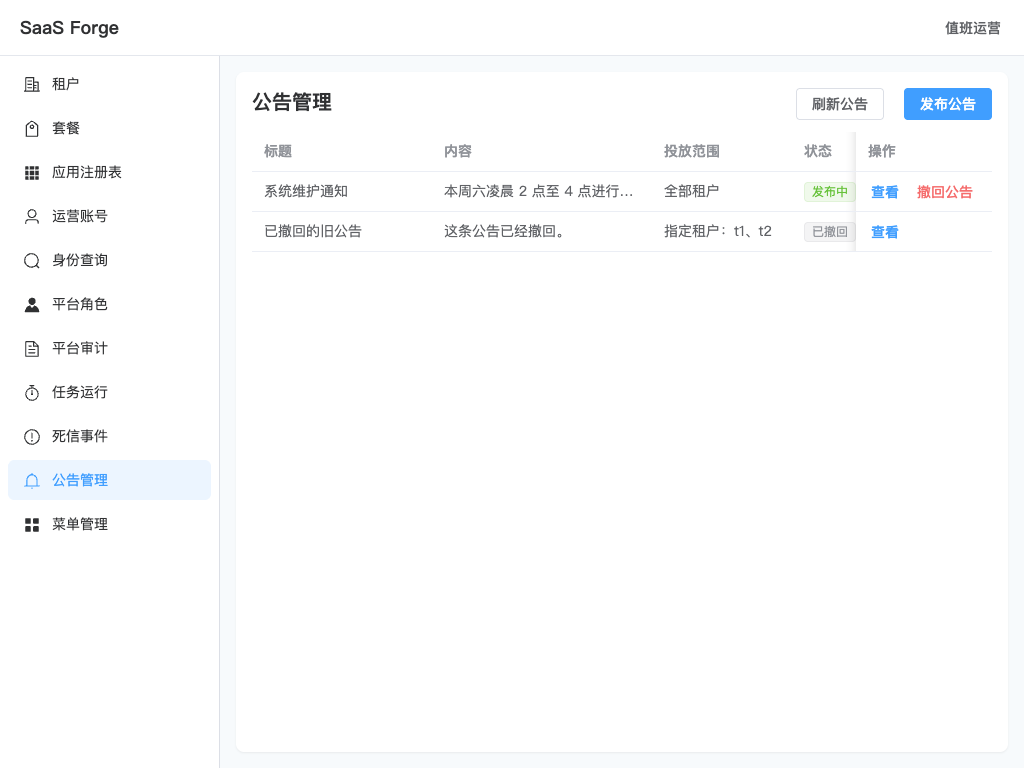 SaaS Forge
值班运营
租户
套餐
应用注册表
运营账号
身份查询
平台角色
平台审计
任务运行
死信事件
公告管理
菜单管理
公告管理
刷新公告
发布公告
标题 内容 投放范围 状态 操作
系统维护通知 本周六凌晨 2 点至 4 点进行... 全部租户 发布中 查看 撤回公告
已撤回的旧公告 这条公告已经撤回。 指定租户：t1、t2 已撤回 查看